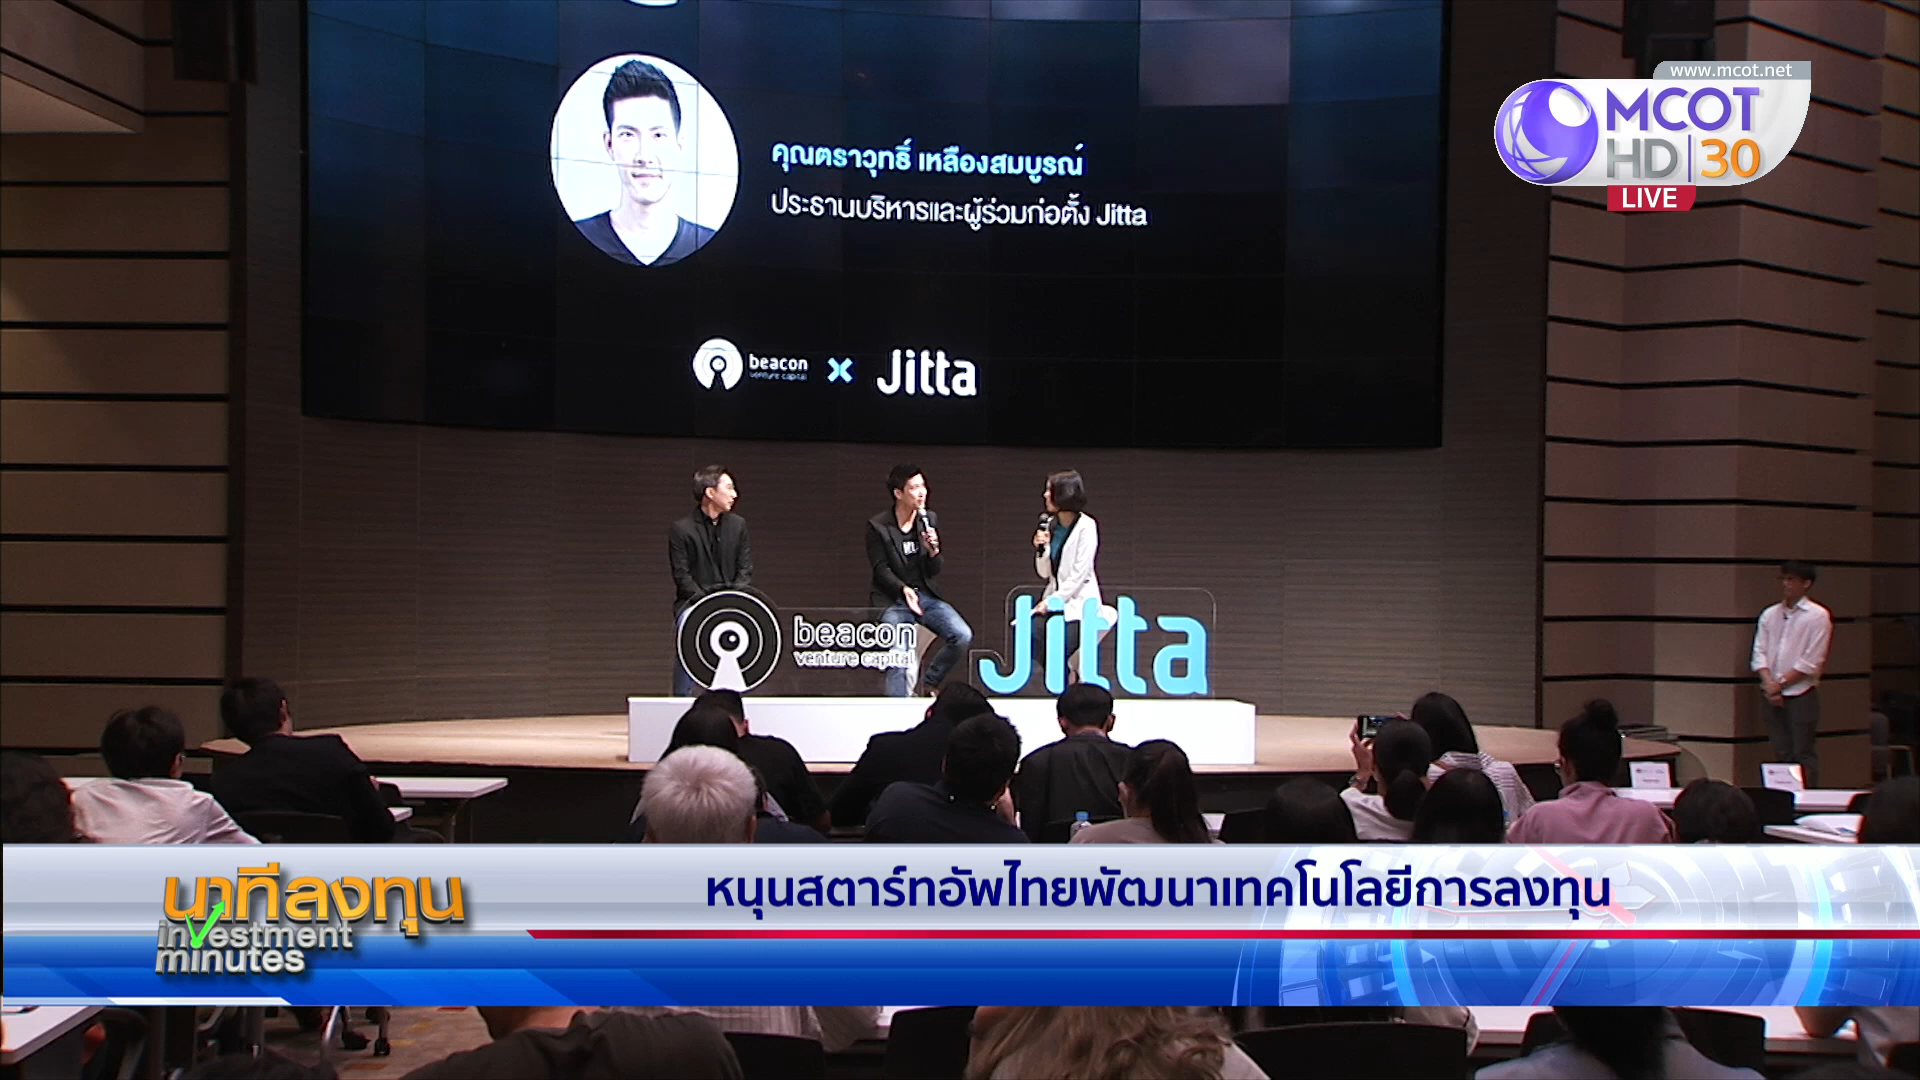 www.mcot.net
MCOT
HD 30
LIVE
คุณตราวุทธิ์ เหลืองสมบูรณ์
ประธานบริหารและผู้ร่วมก่อตั้ง Jitta
beacon
venture capital
X
Jitta
beacon
venture capital
Jitta
นาทีลงทุน
investment
minutes
หนุนสตาร์ทอัพไทยพัฒนาเทคโนโลยีการลงทุน